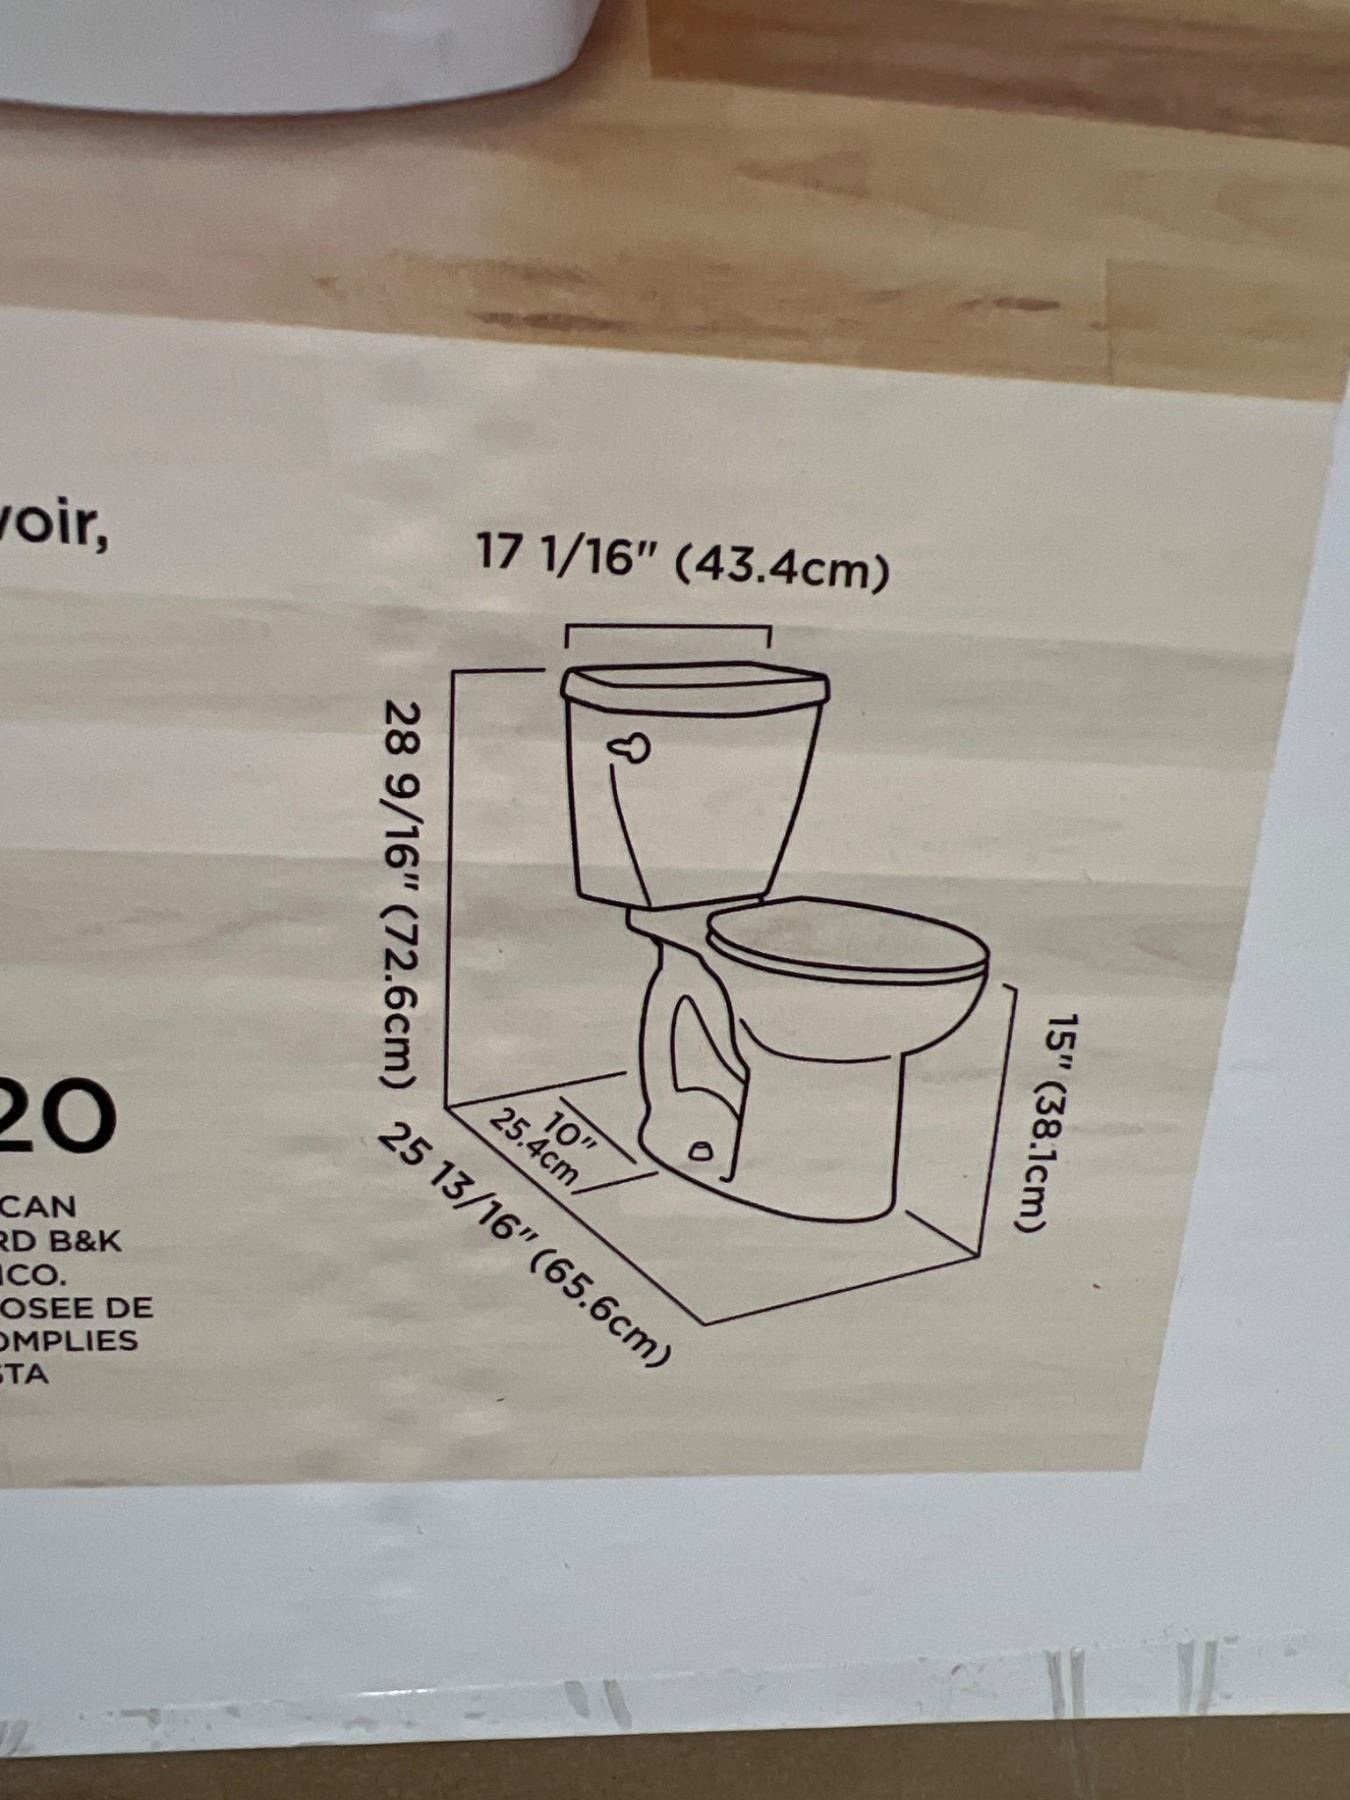 voir,
17 1/16" (43.4cm)
28 9/16" (72.6cm)
15" (38.1cm)
10"
25.4cm
25 13/16" (65.6cm)
20
CAN
RD B&K
CO.
OSEE DE
OMPLIES
STA